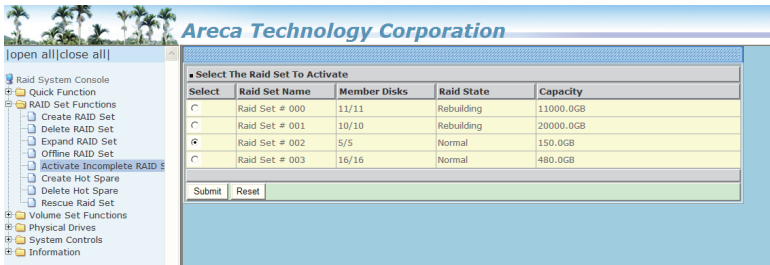 Areca Technology Corporation
|open all|close all|
Raid System Console
Quick Function
RAID Set Functions
Create RAID Set
Delete RAID Set
Expand RAID Set
Offline RAID Set
Activate Incomplete RAID S
Create Hot Spare
Delete Hot Spare
Rescue Raid Set
Volume Set Functions
Physical Drives
System Controls
Information
Select The Raid Set To Activate
Select Raid Set Name Member Disks Raid State Capacity
Raid Set # 000 11/11 Rebuilding 11000.0GB
Raid Set # 001 10/10 Rebuilding 20000.0GB
Raid Set # 002 5/5 Normal 150.0GB
Raid Set # 003 16/16 Normal 480.0GB
Submit Reset